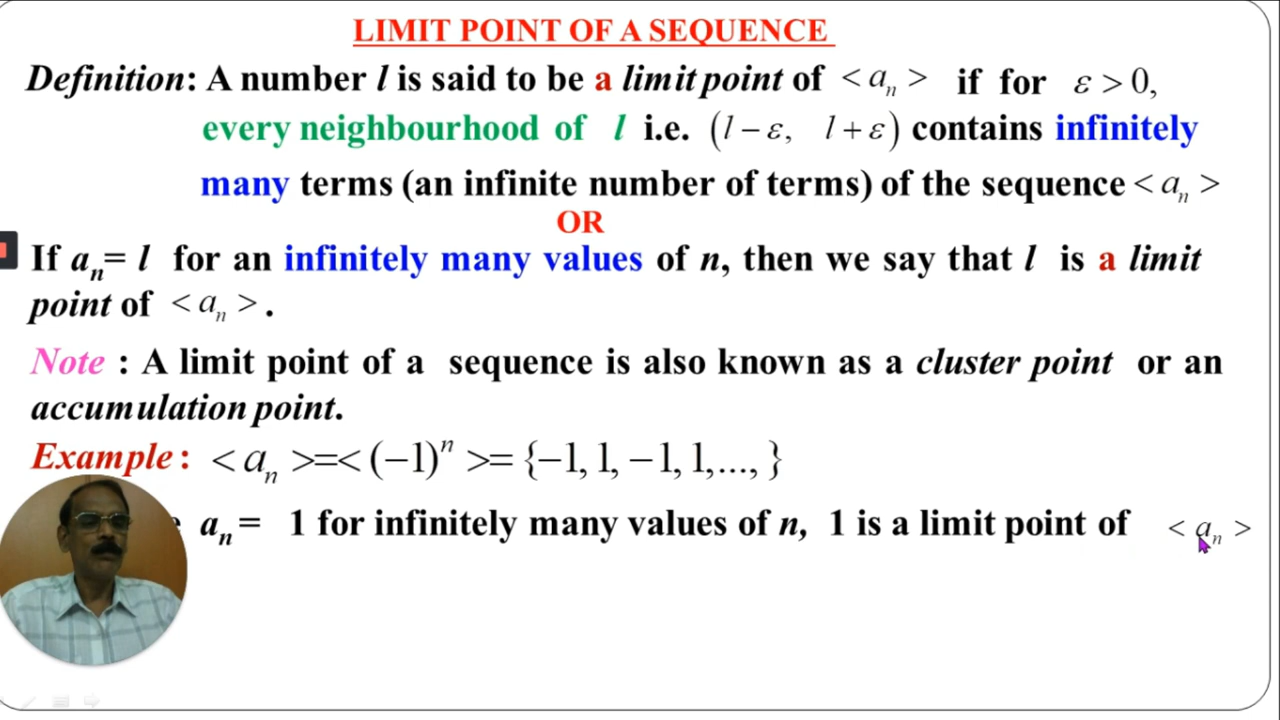 LIMIT POINT OF A SEQUENCE
Definition: A number l is said to be a limit point of < aₙ > if for ε > 0,
every neighbourhood of l i.e. (l − ε, l + ε) contains infinitely
many terms (an infinite number of terms) of the sequence < aₙ >
OR
If aₙ = l for an infinitely many values of n, then we say that l is a limit
point of < aₙ > .
Note : A limit point of a sequence is also known as a cluster point or an
accumulation point.
Example : < aₙ >=< (−1)ⁿ >= {−1, 1, −1, 1,..., }
aₙ = 1 for infinitely many values of n, 1 is a limit point of < aₙ >